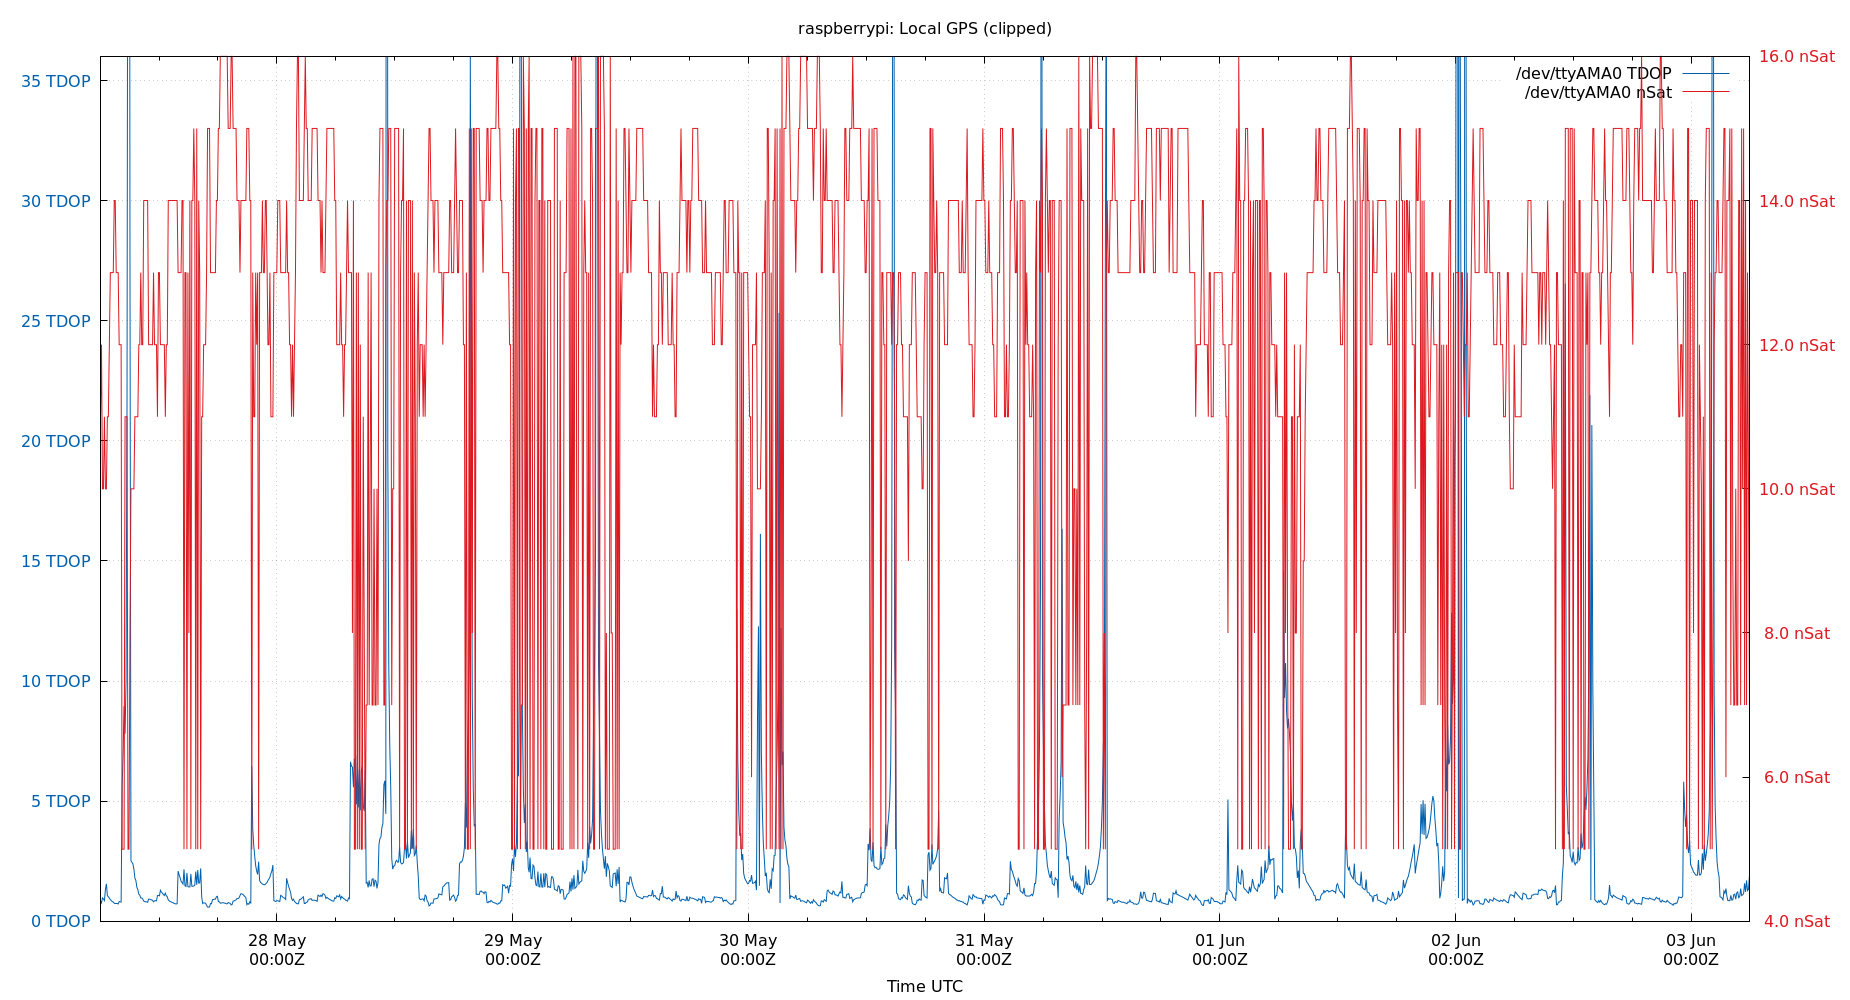 raspberrypi: Local GPS (clipped)
35 TDOP
30 TDOP
25 TDOP
20 TDOP
15 TDOP
10 TDOP
5 TDOP
0 TDOP
16.0 nSat
14.0 nSat
12.0 nSat
10.0 nSat
8.0 nSat
6.0 nSat
4.0 nSat
/dev/ttyAMA0 TDOP
/dev/ttyAMA0 nSat
28 May 29 May 30 May 31 May 01 Jun 02 Jun 03 Jun
00:00Z 00:00Z 00:00Z 00:00Z 00:00Z 00:00Z 00:00Z
Time UTC